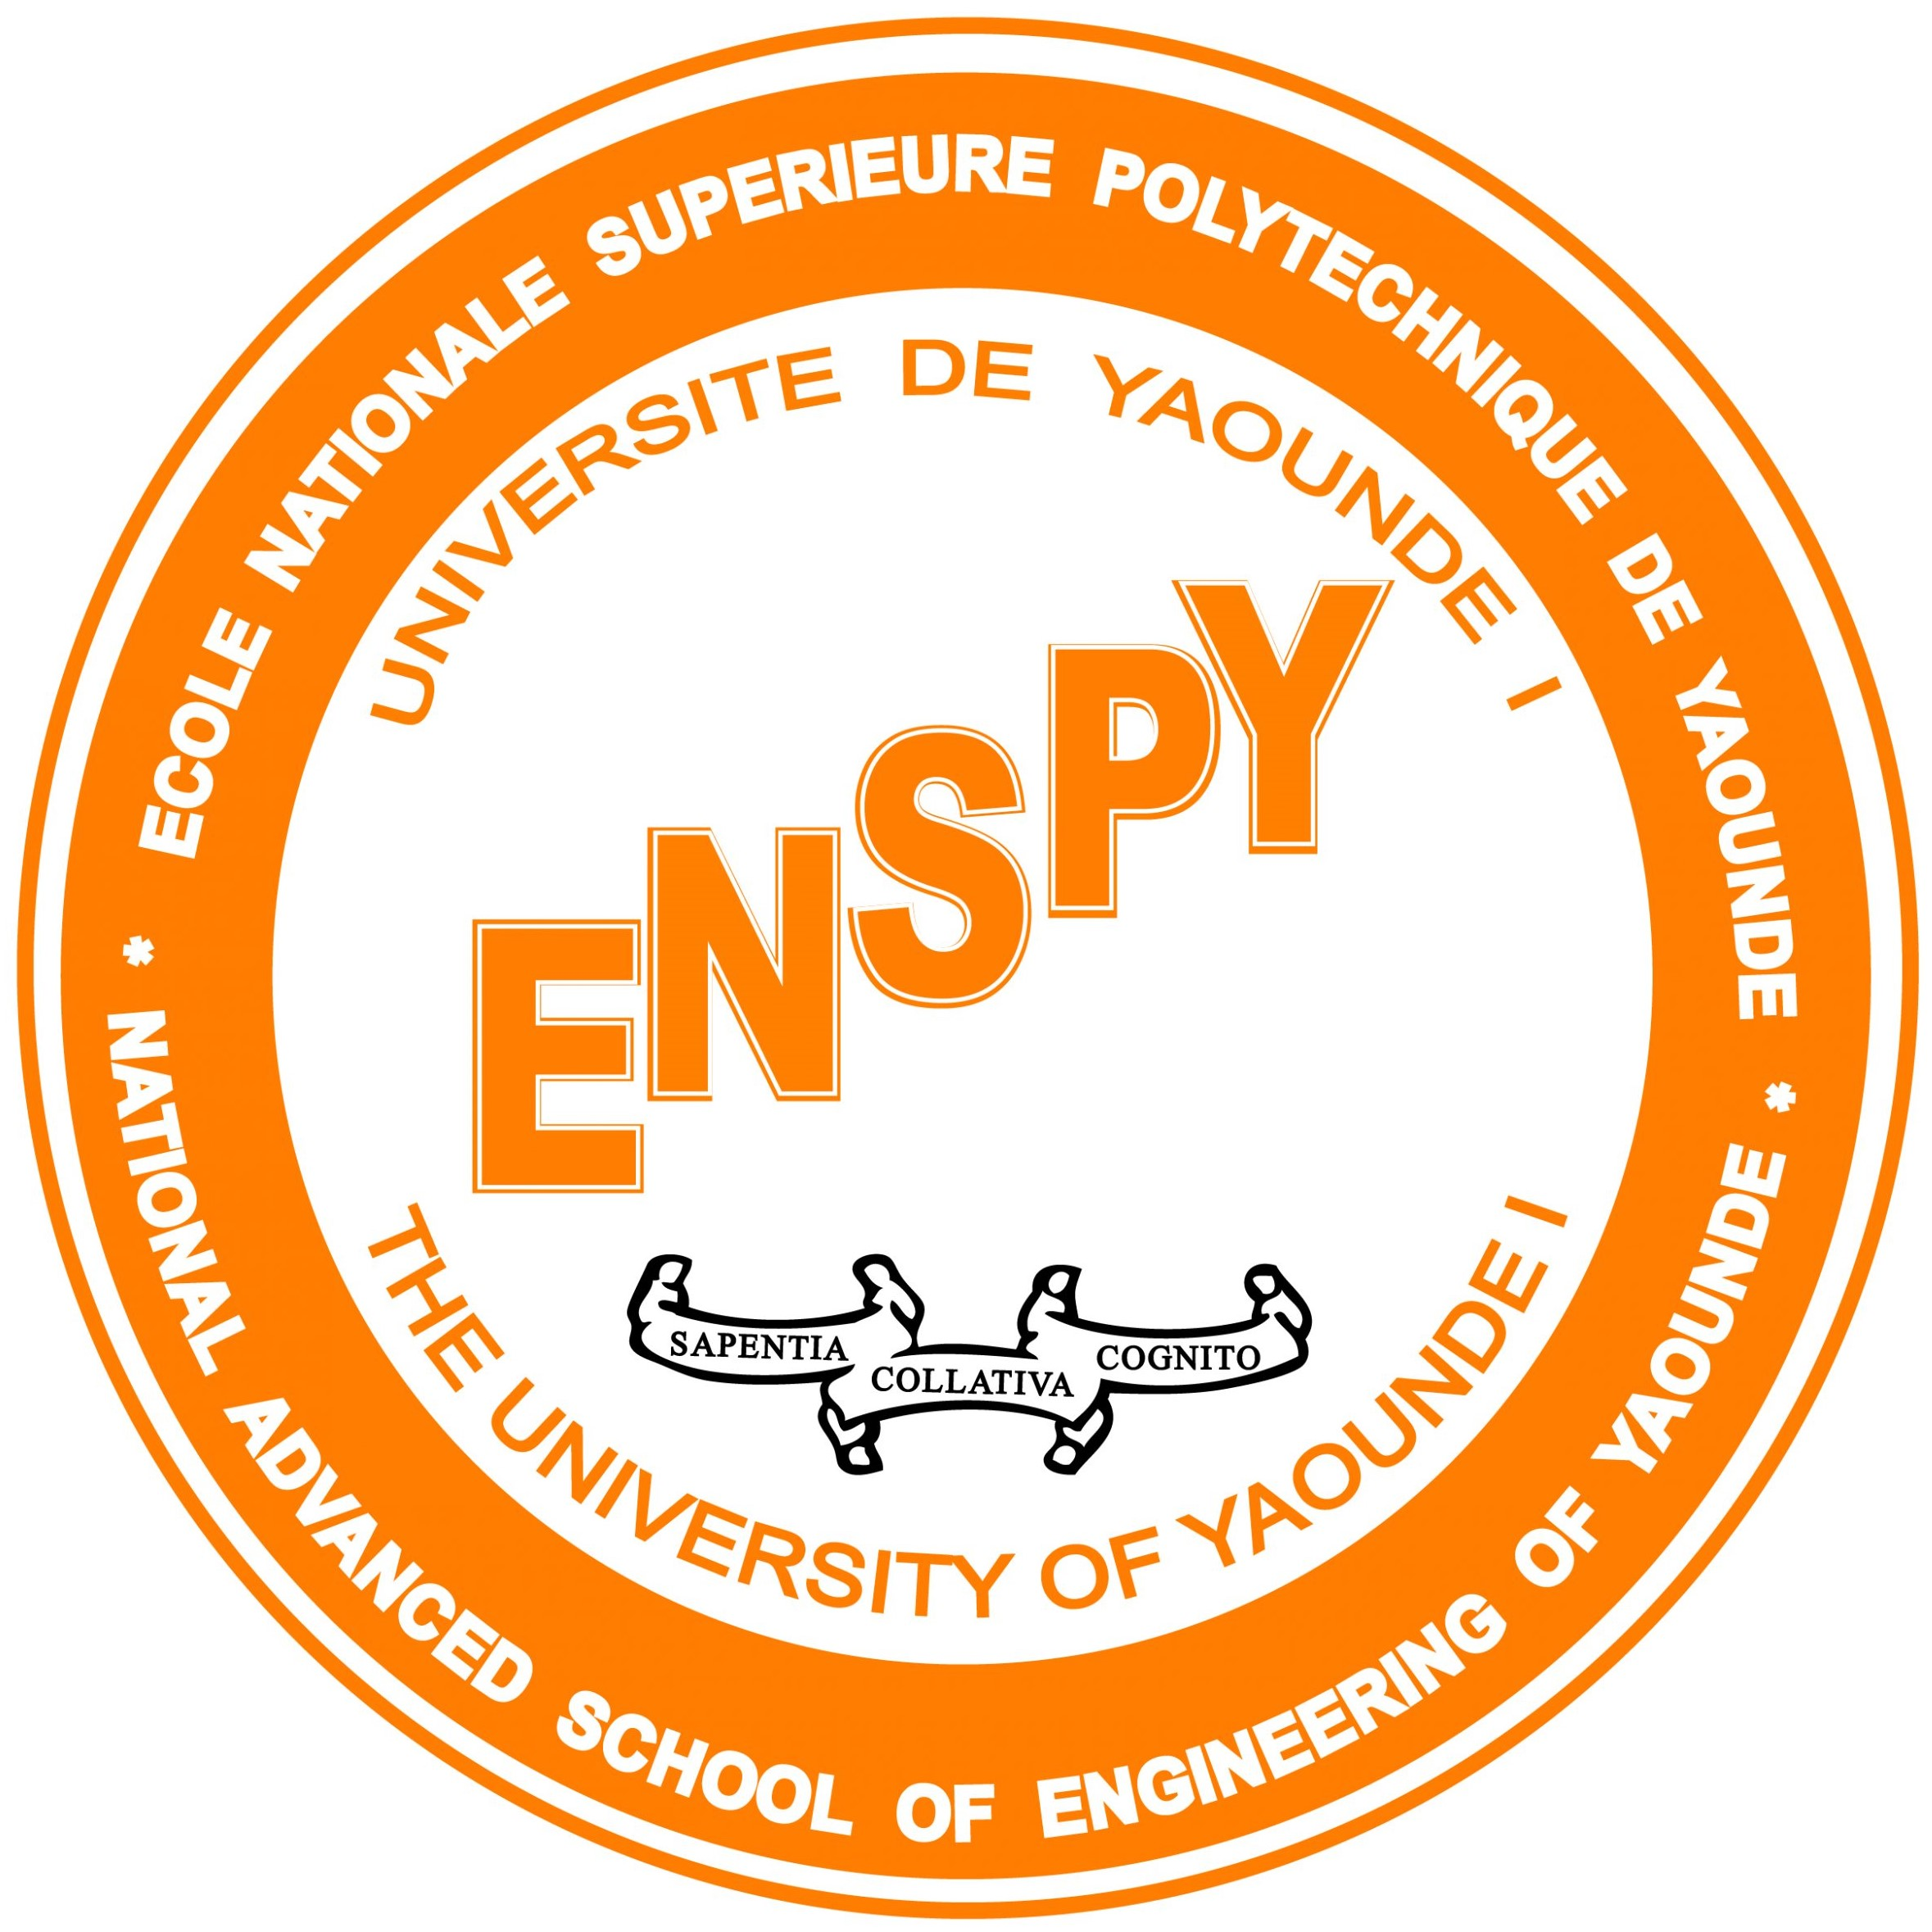 ECOLE NATIONALE SUPERIEURE POLYTECHNIQUE DE YAOUNDE
UNIVERSITE DE YAOUNDE I
ENSPY
SAPENTIA COLLATIVA COGNITO
THE UNIVERSITY OF YAOUNDE I
* NATIONAL ADVANCED SCHOOL OF ENGINEERING OF YAOUNDE *